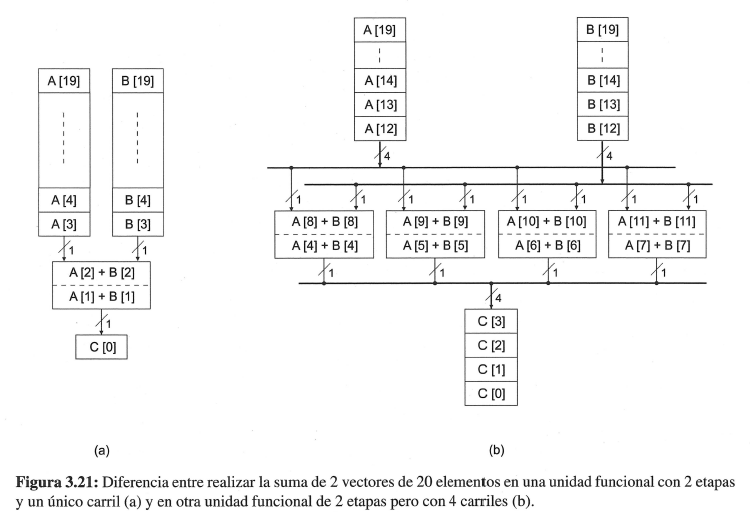 A [19] B [19]
A [4] B [4]
A [3] B [3]
1 1
A [2] + B [2]
A [1] + B [1]
1
C [0]
(a)
A [19] B [19]
A [14] B [14]
A [13] B [13]
A [12] B [12]
4 4
1 1 1 1 1 1 1 1
A [8] + B [8] A [9] + B [9] A [10] + B [10] A [11] + B [11]
A [4] + B [4] A [5] + B [5] A [6] + B [6] A [7] + B [7]
1 1 1 1
4
C [3]
C [2]
C [1]
C [0]
(b)
Figura 3.21: Diferencia entre realizar la suma de 2 vectores de 20 elementos en una unidad funcional con 2 etapas
y un único carril (a) y en otra unidad funcional de 2 etapas pero con 4 carriles (b).